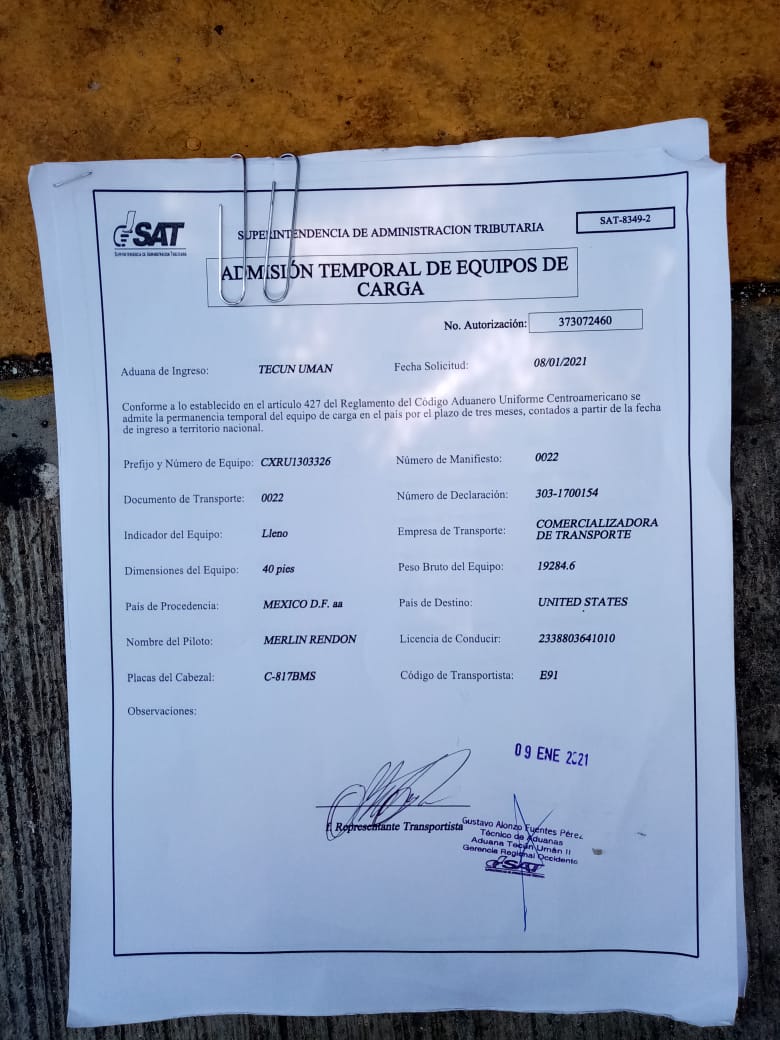 SAT
SUPERINTENDENCIA DE ADMINISTRACION TRIBUTARIA
SUPERINTENDENCIA DE ADMINISTRACION TRIBUTARIA
SAT-8349-2
ADMISIÓN TEMPORAL DE EQUIPOS DE
CARGA
No. Autorización: 373072460
Aduana de Ingreso: TECUN UMAN Fecha Solicitud: 08/01/2021
Conforme a lo establecido en el artículo 427 del Reglamento del Código Aduanero Uniforme Centroamericano se
admite la permanencia temporal del equipo de carga en el país por el plazo de tres meses, contados a partir de la fecha
de ingreso a territorio nacional.
Prefijo y Número de Equipo: CXRU1303326 Número de Manifiesto: 0022
Documento de Transporte: 0022 Número de Declaración: 303-1700154
Indicador del Equipo: Lleno Empresa de Transporte: COMERCIALIZADORA
DE TRANSPORTE
Dimensiones del Equipo: 40 pies Peso Bruto del Equipo: 19284.6
País de Procedencia: MEXICO D.F. aa País de Destino: UNITED STATES
Nombre del Piloto: MERLIN RENDON Licencia de Conducir: 2338803641010
Placas del Cabezal: C-817BMS Código de Transportista: E91
Observaciones:
09 ENE 2021
f. Representante Transportista
Gustavo Alonzo Fuentes Pérez
Técnico de Aduanas
Aduana Tecún Umán II
Gerencia Regional Occidente
SAT